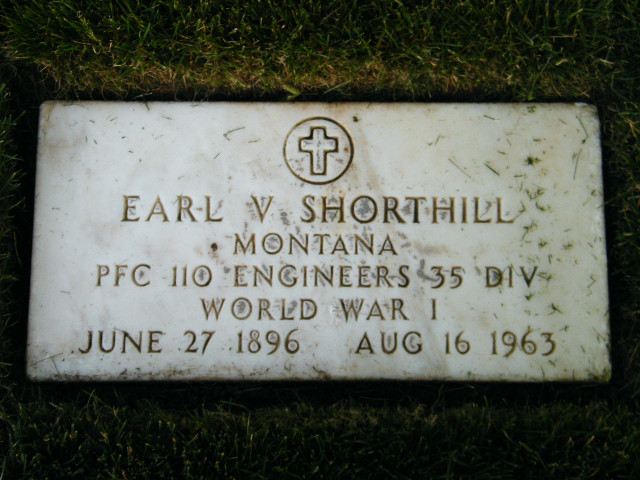 EARL V SHORTHILL
MONTANA
PFC 110 ENGINEERS 35 DIV
WORLD WAR I
JUNE 27 1896 AUG 16 1963